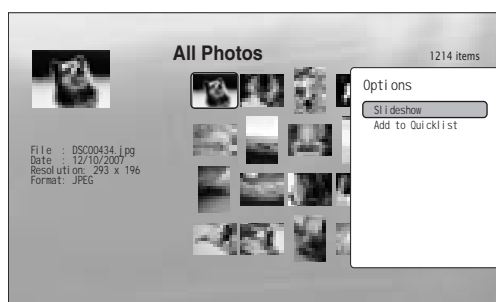 All Photos
1214 items
Options
Slideshow
Add to Quicklist
File : DSC00434.jpg
Date : 12/10/2007
Resolution: 293 x 196
Format: JPEG